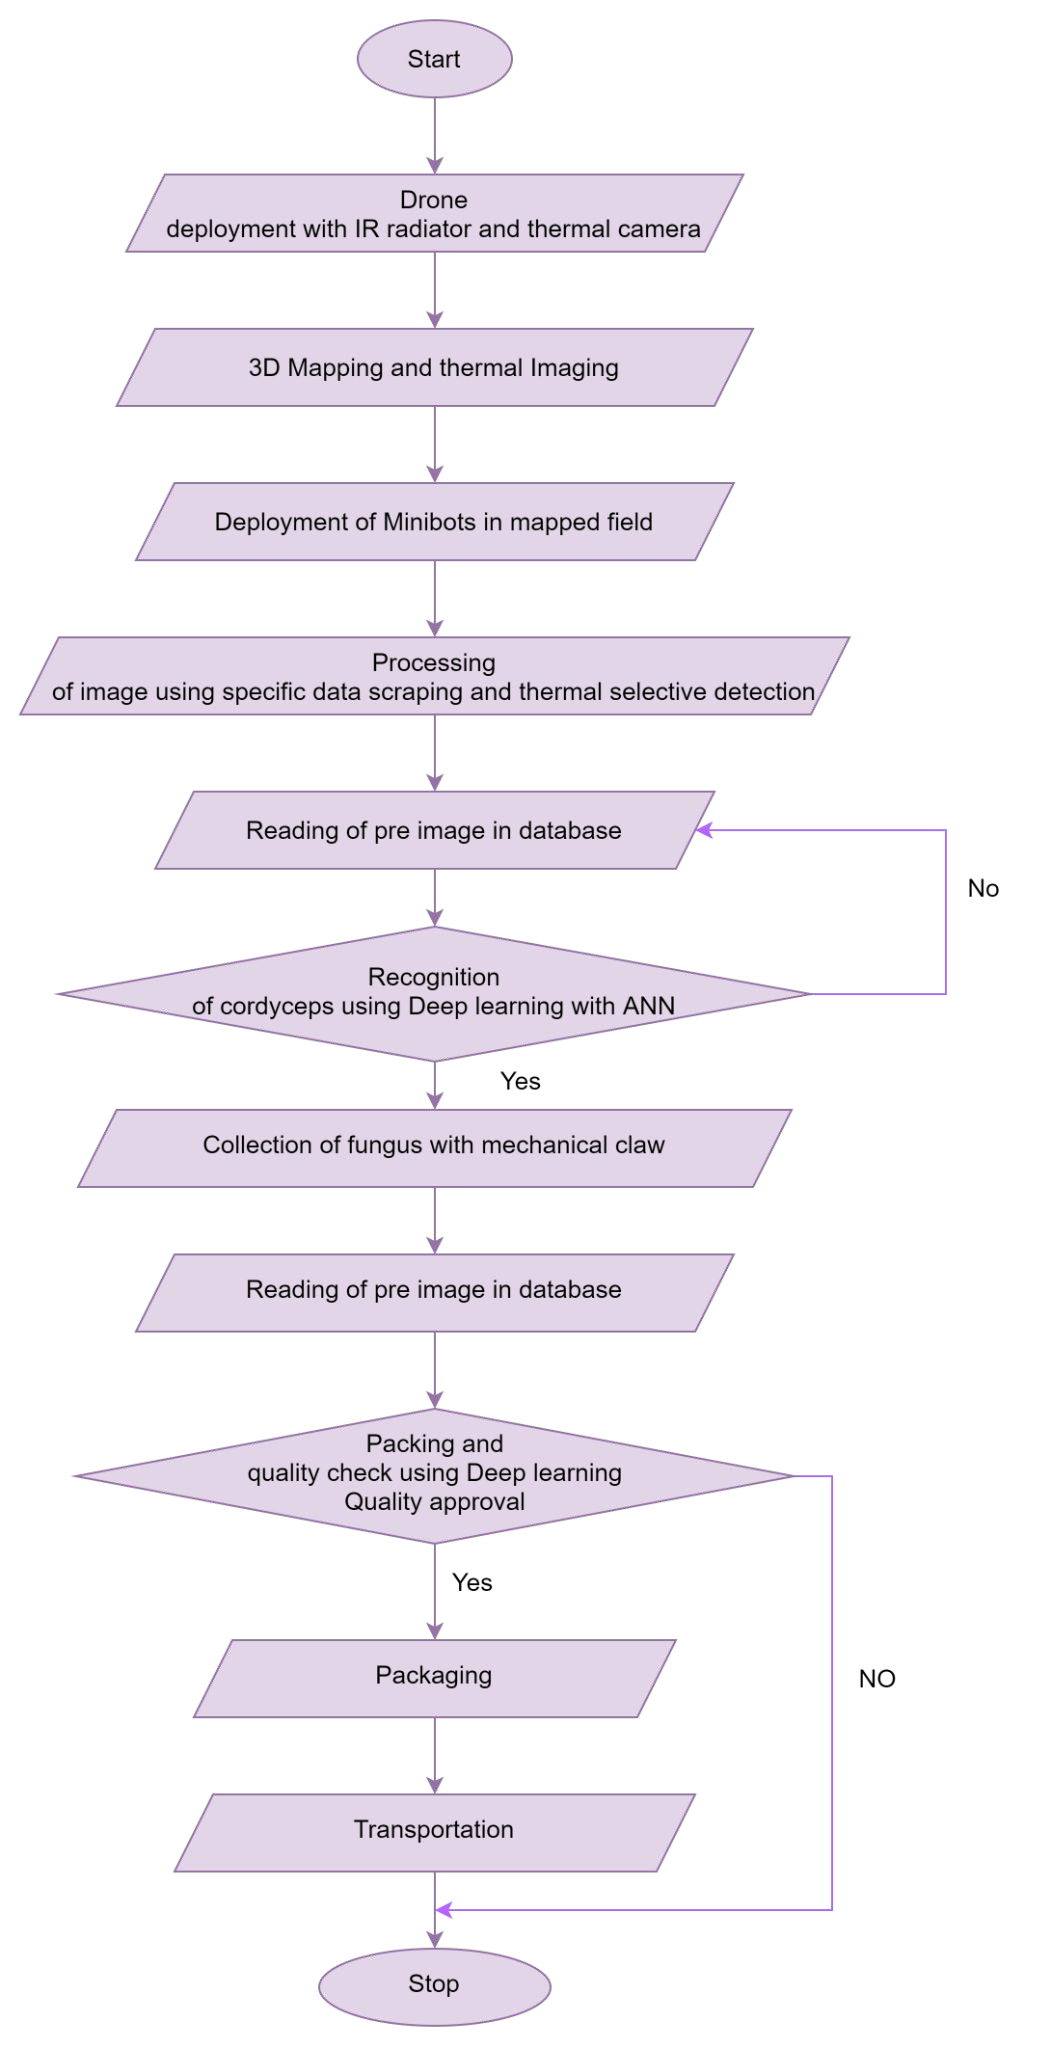 Start
Drone
deployment with IR radiator and thermal camera
3D Mapping and thermal Imaging
Deployment of Minibots in mapped field
Processing
of image using specific data scraping and thermal selective detection
Reading of pre image in database
No
Recognition
of cordyceps using Deep learning with ANN
Yes
Collection of fungus with mechanical claw
Reading of pre image in database
Packing and
quality check using Deep learning
Quality approval
Yes
Packaging
NO
Transportation
Stop